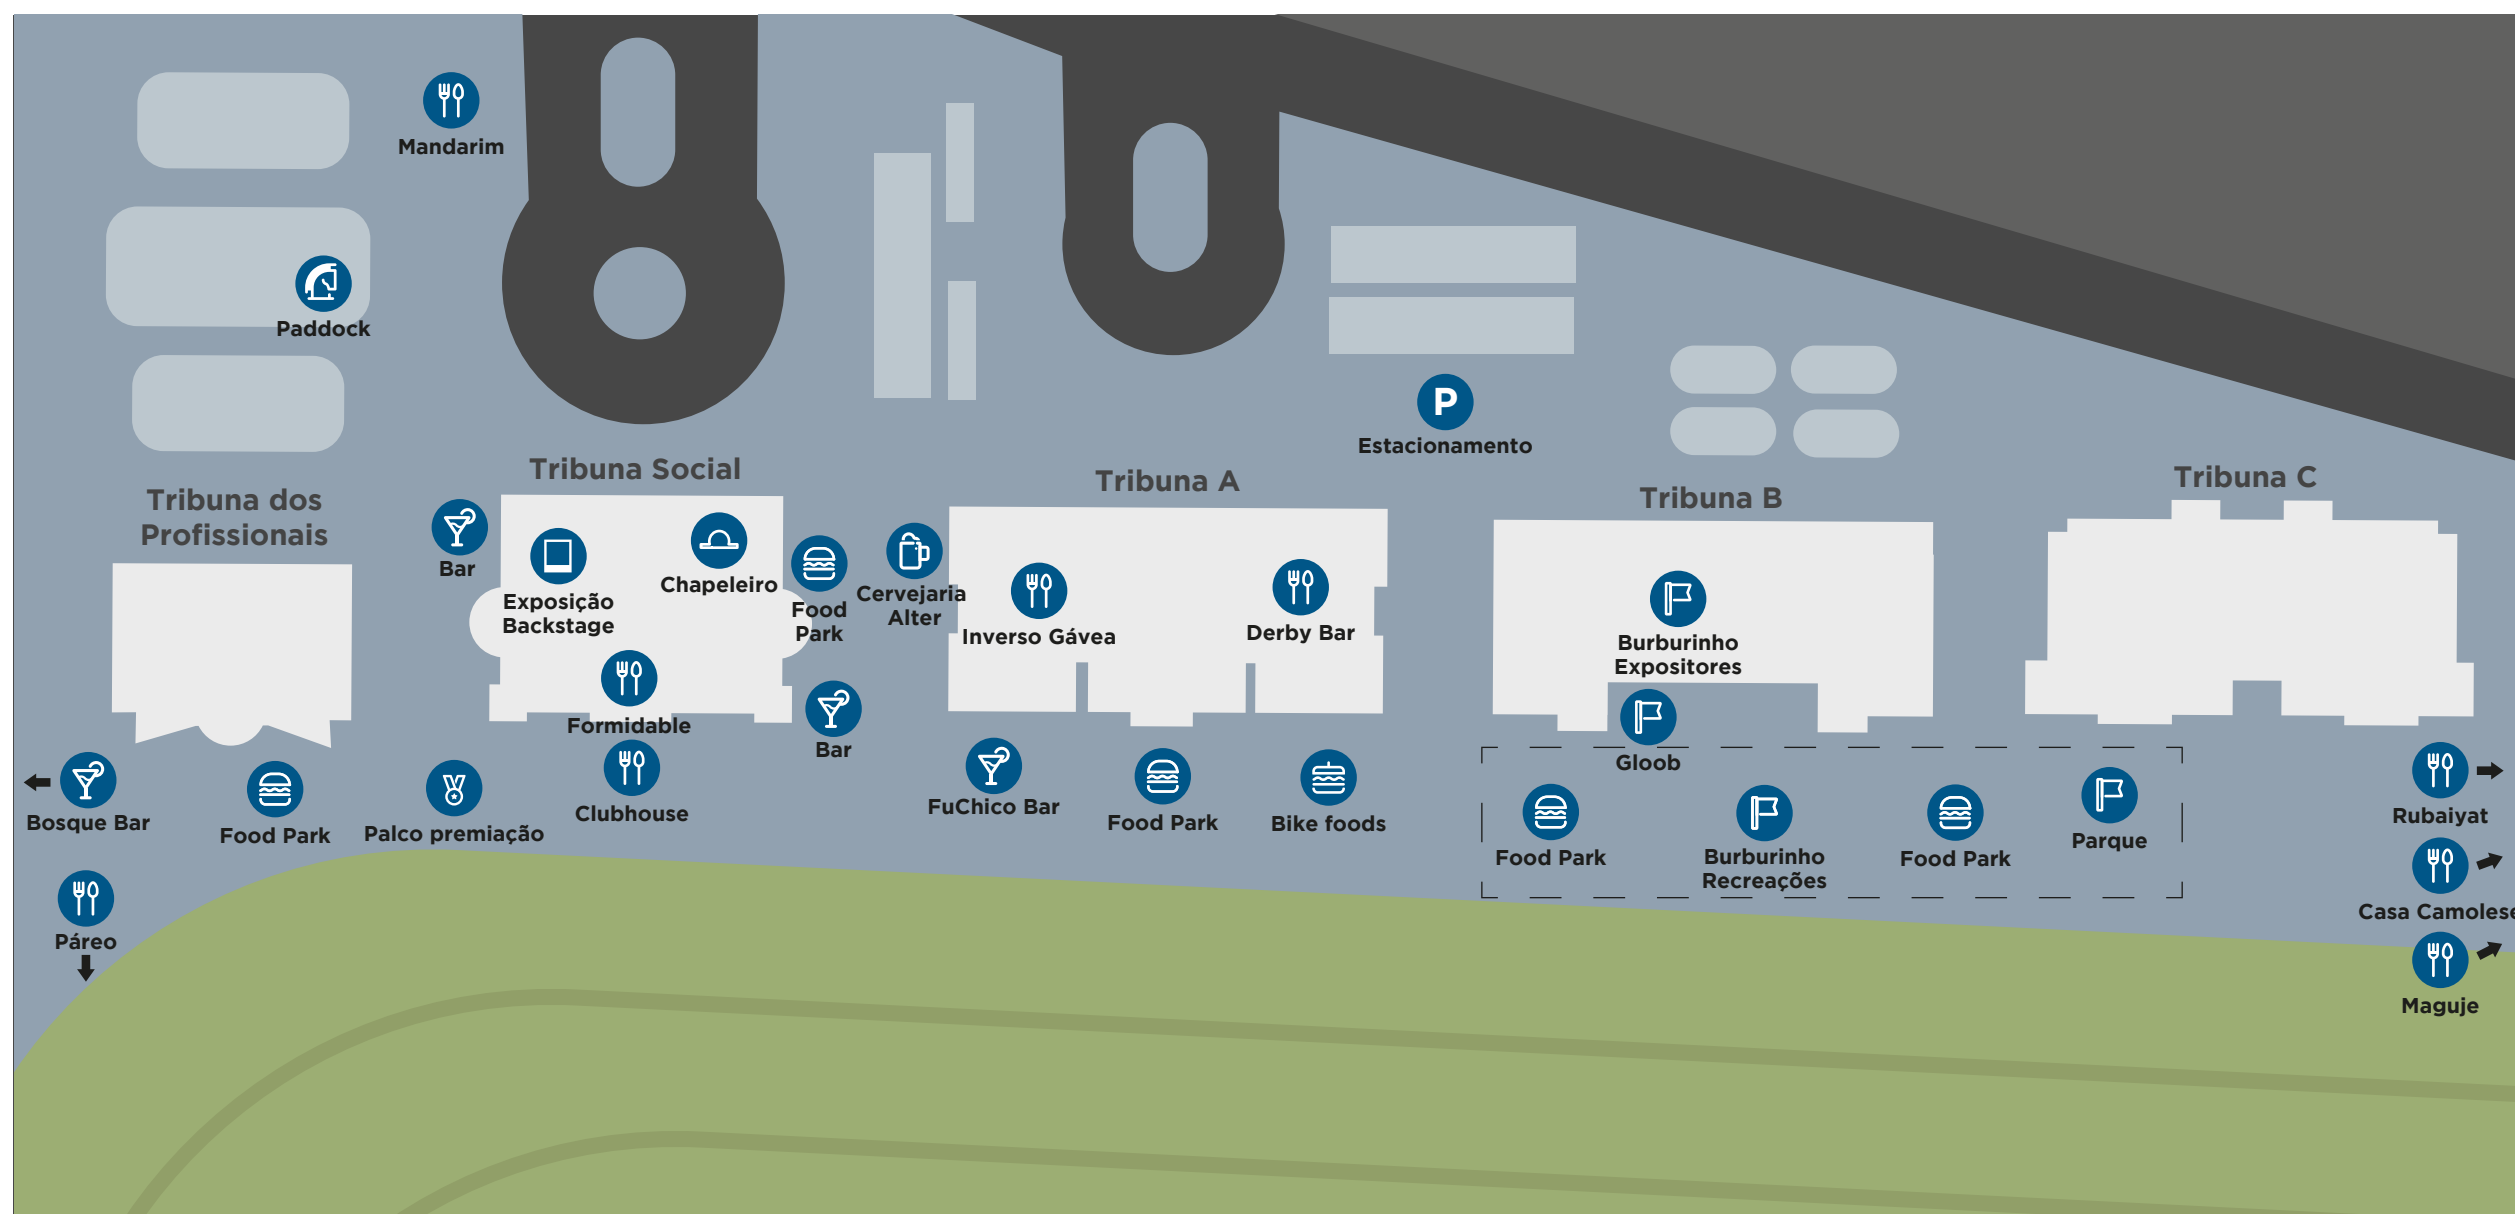 Mandarim
Paddock
P
Estacionamento
Tribuna dos
Profissionais
Tribuna Social
Tribuna A
Tribuna B
Tribuna C
Bar
Exposição
Backstage
Chapeleiro
Food
Park
Cervejaria
Alter
Inverso Gávea
Derby Bar
Burburinho
Expositores
Formidable
Bar
Gloob
Bosque Bar
Food Park
Palco premiação
Clubhouse
FuChico Bar
Food Park
Bike foods
Food Park
Burburinho
Recreações
Food Park
Parque
Rubaiyat
Casa Camolese
Páreo
Maguje